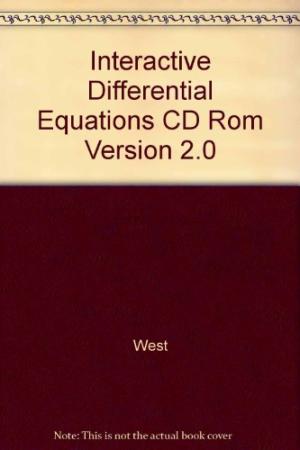 Interactive
Differential
Equations CD Rom
Version 2.0
West
Note: This is not the actual book cover